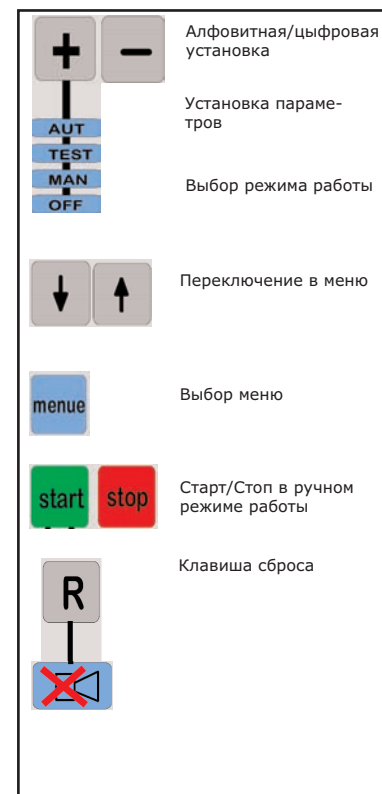 + −
Алфовитная/цыфровая
установка
Установка параме-
тров
AUT
TEST
MAN
OFF
Выбор режима работы
↓ ↑
Переключение в меню
menue
Выбор меню
start stop
Старт/Стоп в ручном
режиме работы
R
Клавиша сброса